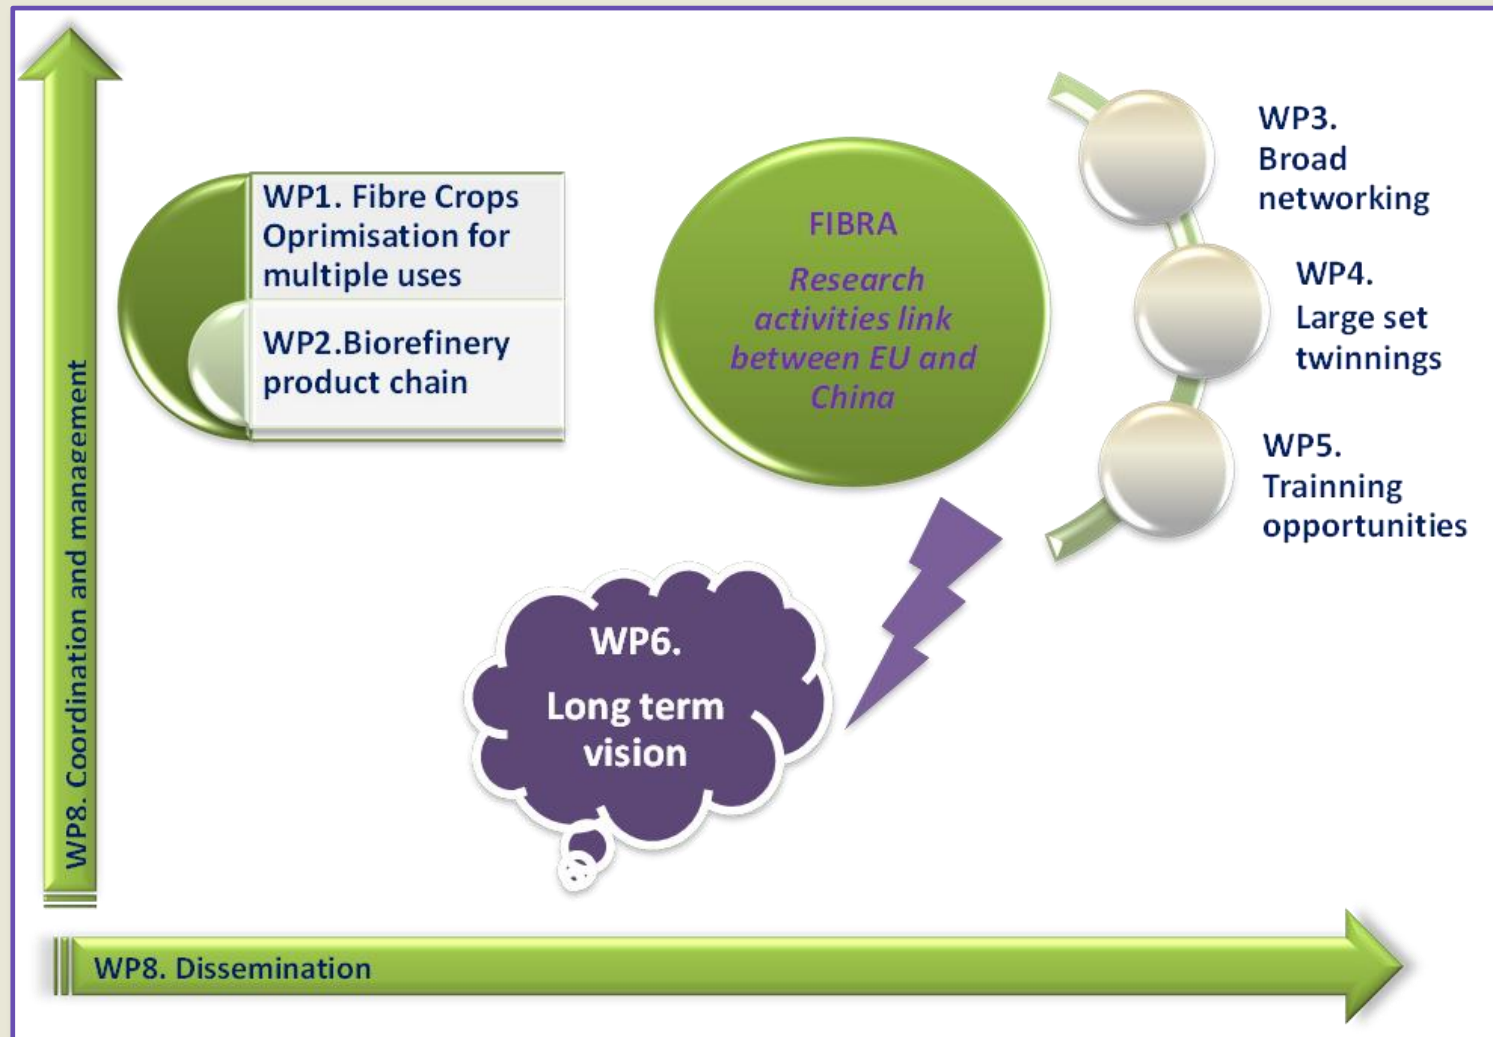 WP8. Coordination and management
WP1. Fibre Crops
Oprimisation for
multiple uses
WP2.Biorefinery
product chain
FIBRA
Research
activities link
between EU and
China
WP3.
Broad
networking
WP4.
Large set
twinnings
WP5.
Trainning
opportunities
WP6.
Long term
vision
WP8. Dissemination